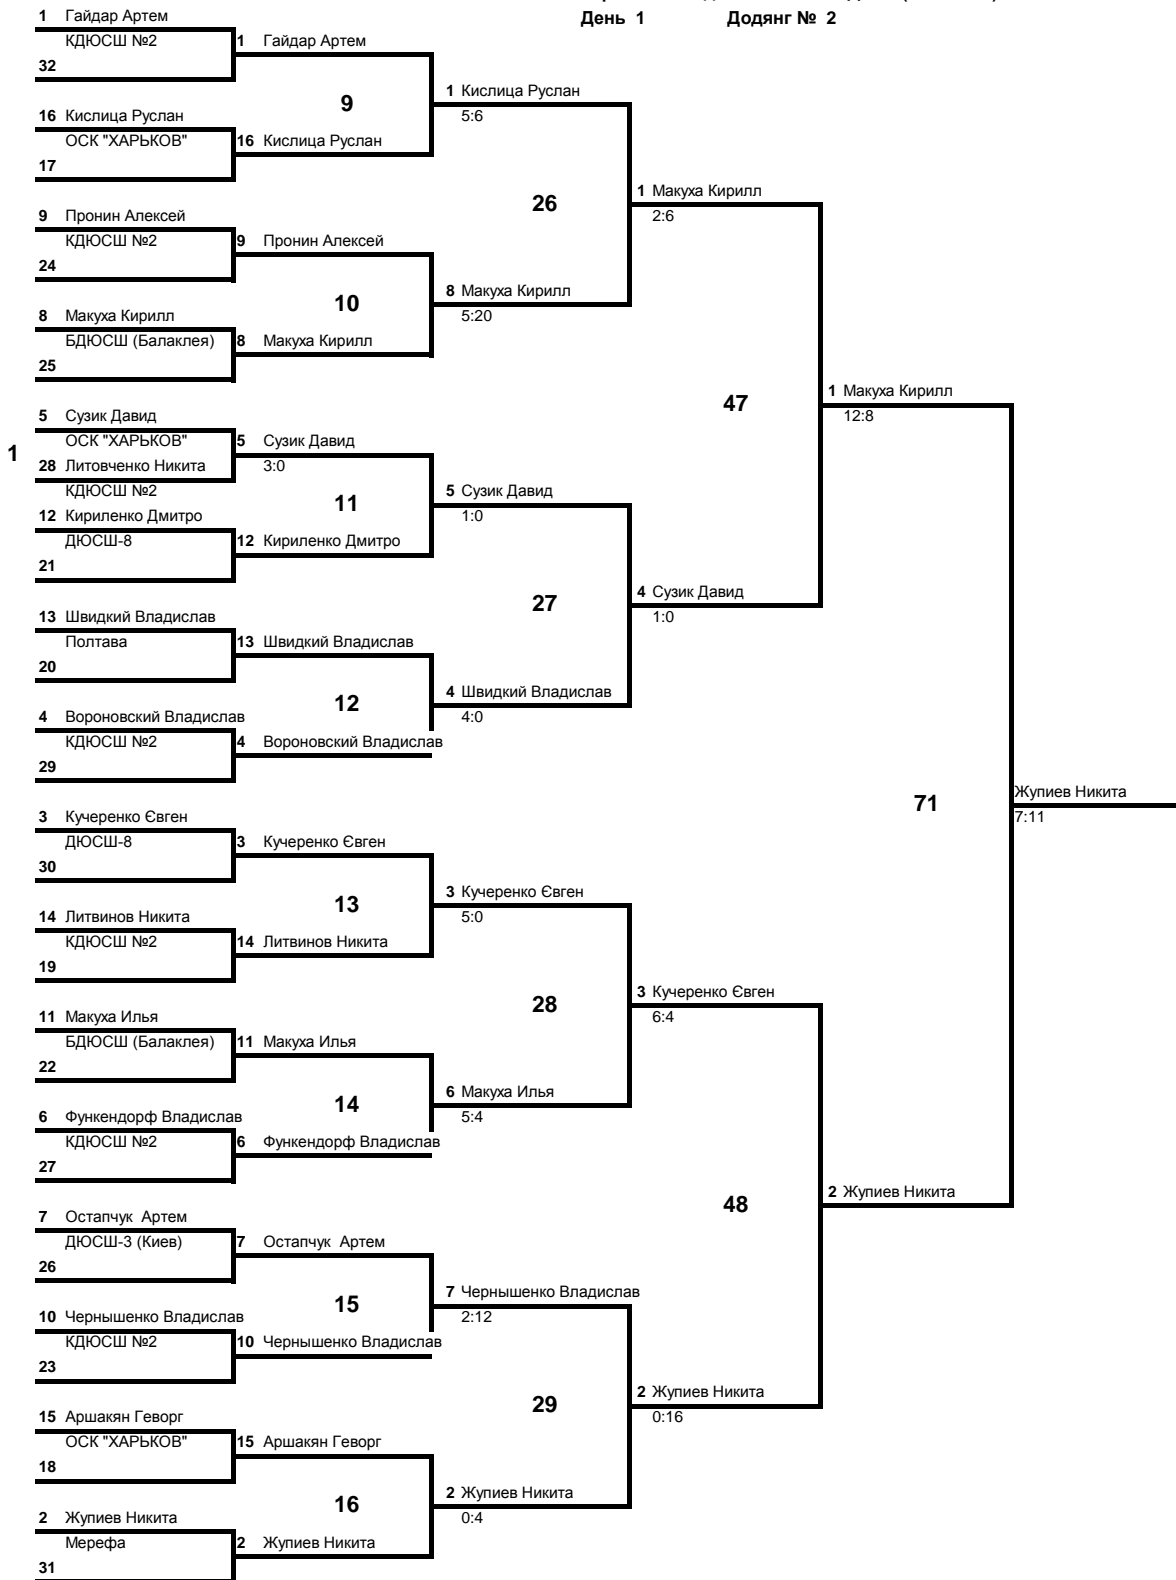 День 1 Додянг № 2
1 Гайдар Артем
КДЮСШ №2
32
16 Кислица Руслан
ОСК "ХАРЬКОВ"
17
9 Пронин Алексей
КДЮСШ №2
24
8 Макуха Кирилл
БДЮСШ (Балаклея)
25
5 Сузик Давид
ОСК "ХАРЬКОВ"
1
28 Литовченко Никита
КДЮСШ №2
12 Кириленко Дмитро
ДЮСШ-8
21
13 Швидкий Владислав
Полтава
20
4 Вороновский Владислав
КДЮСШ №2
29
3 Кучеренко Євген
ДЮСШ-8
30
14 Литвинов Никита
КДЮСШ №2
19
11 Макуха Илья
БДЮСШ (Балаклея)
22
6 Функендорф Владислав
КДЮСШ №2
27
7 Остапчук Артем
ДЮСШ-3 (Киев)
26
10 Чернышенко Владислав
КДЮСШ №2
23
15 Аршакян Геворг
ОСК "ХАРЬКОВ"
18
2 Жупиев Никита
Мерефа
31
1 Гайдар Артем
9
16 Кислица Руслан
9 Пронин Алексей
10
8 Макуха Кирилл
5 Сузик Давид
3:0
11
12 Кириленко Дмитро
13 Швидкий Владислав
12
4 Вороновский Владислав
3 Кучеренко Євген
13
14 Литвинов Никита
11 Макуха Илья
14
6 Функендорф Владислав
7 Остапчук Артем
15
10 Чернышенко Владислав
15 Аршакян Геворг
16
2 Жупиев Никита
1 Кислица Руслан
5:6
26
8 Макуха Кирилл
5:20
5 Сузик Давид
1:0
27
4 Швидкий Владислав
4:0
3 Кучеренко Євген
5:0
28
6 Макуха Илья
5:4
7 Чернышенко Владислав
2:12
29
2 Жупиев Никита
0:4
1 Макуха Кирилл
2:6
47
4 Сузик Давид
1:0
3 Кучеренко Євген
6:4
48
2 Жупиев Никита
0:16
1 Макуха Кирилл
12:8
71
2 Жупиев Никита
Жупиев Никита
7:11